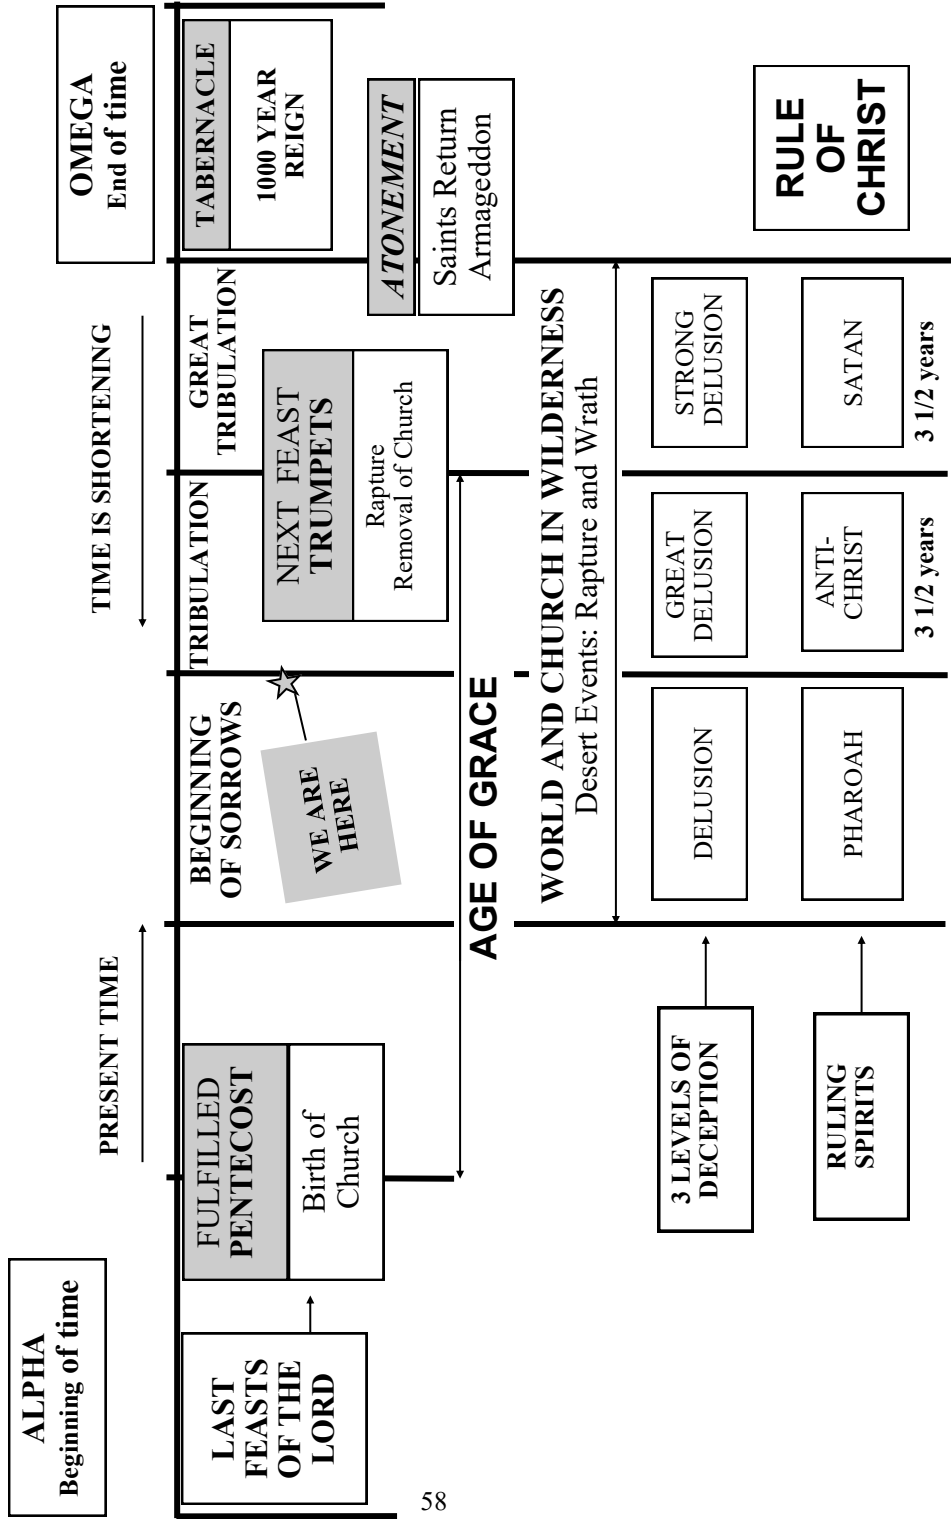 ALPHA
Beginning of time
OMEGA
End of time
PRESENT TIME
TIME IS SHORTENING
LAST
FEASTS
OF THE
LORD
FULFILLED
PENTECOST
Birth of
Church
BEGINNING
OF SORROWS
WE ARE
HERE
TRIBULATION
GREAT
TRIBULATION
NEXT FEAST
TRUMPETS
Rapture
Removal of Church
TABERNACLE
1000 YEAR
REIGN
ATONEMENT
Saints Return
Armageddon
AGE OF GRACE
WORLD AND CHURCH IN WILDERNESS
Desert Events: Rapture and Wrath
3 LEVELS OF
DECEPTION
DELUSION
GREAT
DELUSION
STRONG
DELUSION
RULING
SPIRITS
PHAROAH
ANTI-
CHRIST
SATAN
RULE
OF
CHRIST
3 1/2 years
3 1/2 years
58